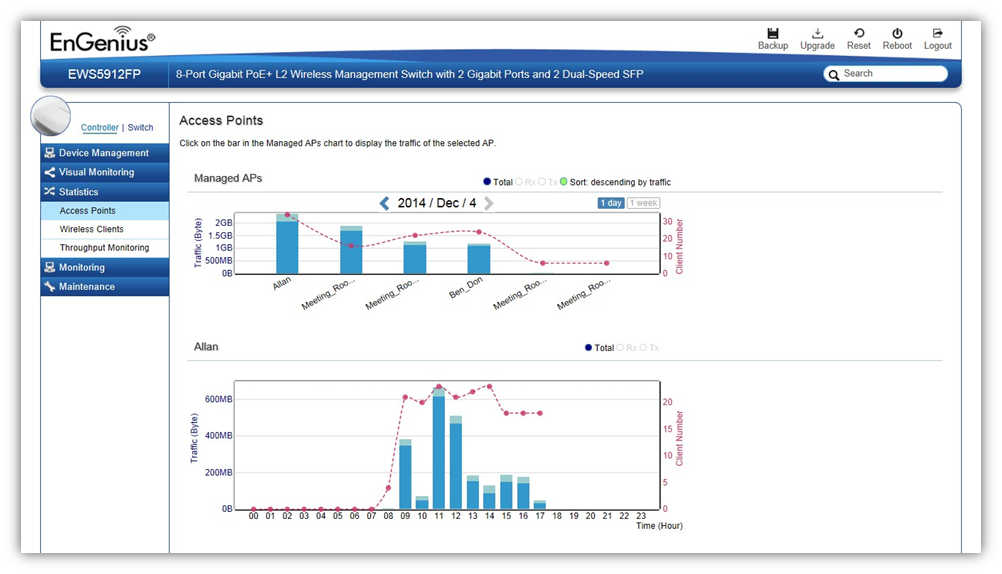 EnGenius®
Backup Upgrade Reset Reboot Logout
EWS5912FP 8-Port Gigabit PoE+ L2 Wireless Management Switch with 2 Gigabit Ports and 2 Dual-Speed SFP Search
Controller | Switch
Device Management
Visual Monitoring
Statistics
Access Points
Wireless Clients
Throughput Monitoring
Monitoring
Maintenance
Access Points
Click on the bar in the Managed APs chart to display the traffic of the selected AP.
Managed APs
Total Rx Tx Sort: descending by traffic
2014 / Dec / 4
1 day 1 week
Traffic (Byte)
2GB
1.5GB
1GB
500MB
0B
30
20
10
0
Client Number
Allan Meeting_Roo... Meeting_Roo... Ben_Don Meeting_Roo... Meeting_Roo...
Allan
Total Rx Tx
Traffic (Byte)
600MB
400MB
200MB
0B
20
15
10
5
0
Client Number
00 01 02 03 04 05 06 07 08 09 10 11 12 13 14 15 16 17 18 19 20 21 22 23
Time (Hour)